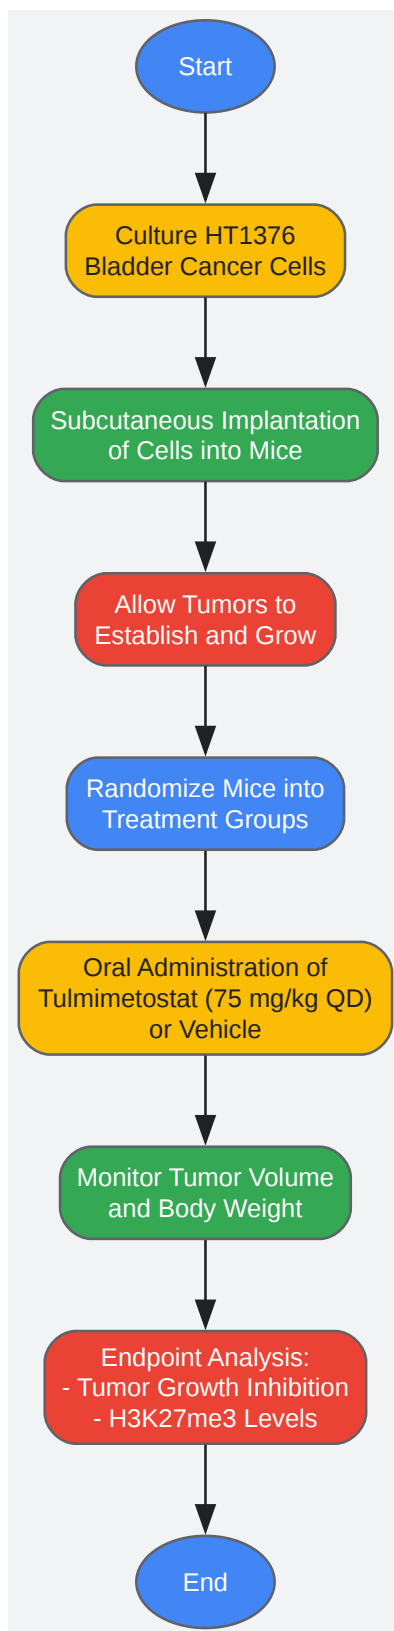 Start
Culture HT1376
Bladder Cancer Cells
Subcutaneous Implantation
of Cells into Mice
Allow Tumors to
Establish and Grow
Randomize Mice into
Treatment Groups
Oral Administration of
Tulmimetostat (75 mg/kg QD)
or Vehicle
Monitor Tumor Volume
and Body Weight
Endpoint Analysis:
- Tumor Growth Inhibition
- H3K27me3 Levels
End